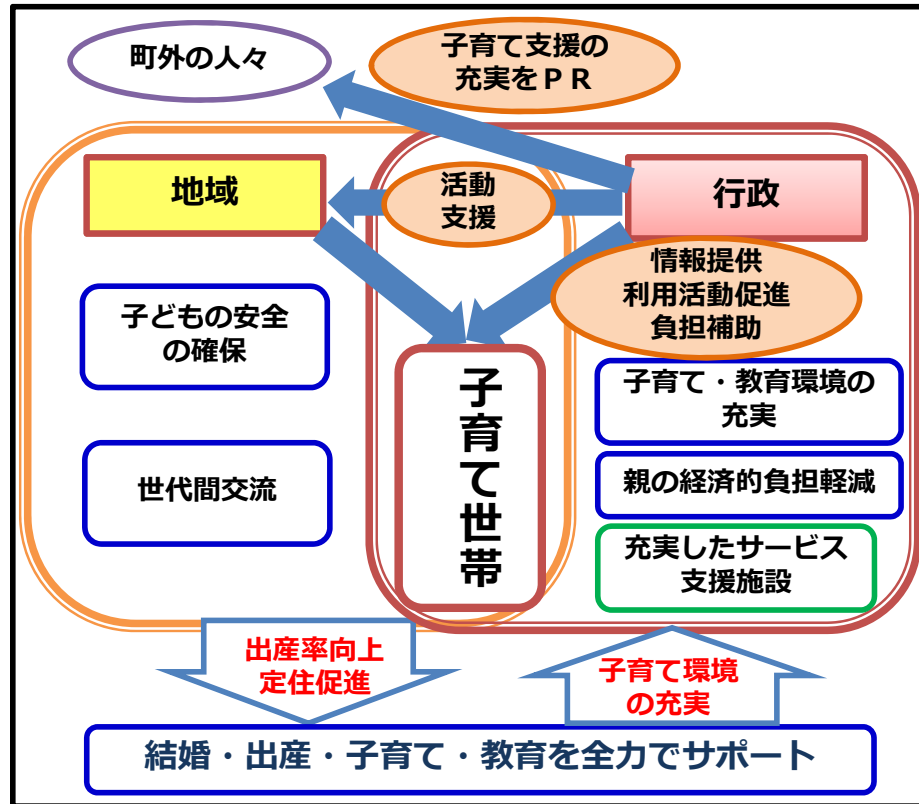 町外の人々
子育て支援の
充実をＰＲ
地域
活動
支援
行政
情報提供
利用活動促進
負担補助
子どもの安全
の確保
世代間交流
子育て世帯
子育て・教育環境の
充実
親の経済的負担軽減
充実したサービス
支援施設
出産率向上
定住促進
子育て環境
の充実
結婚・出産・子育て・教育を全力でサポート